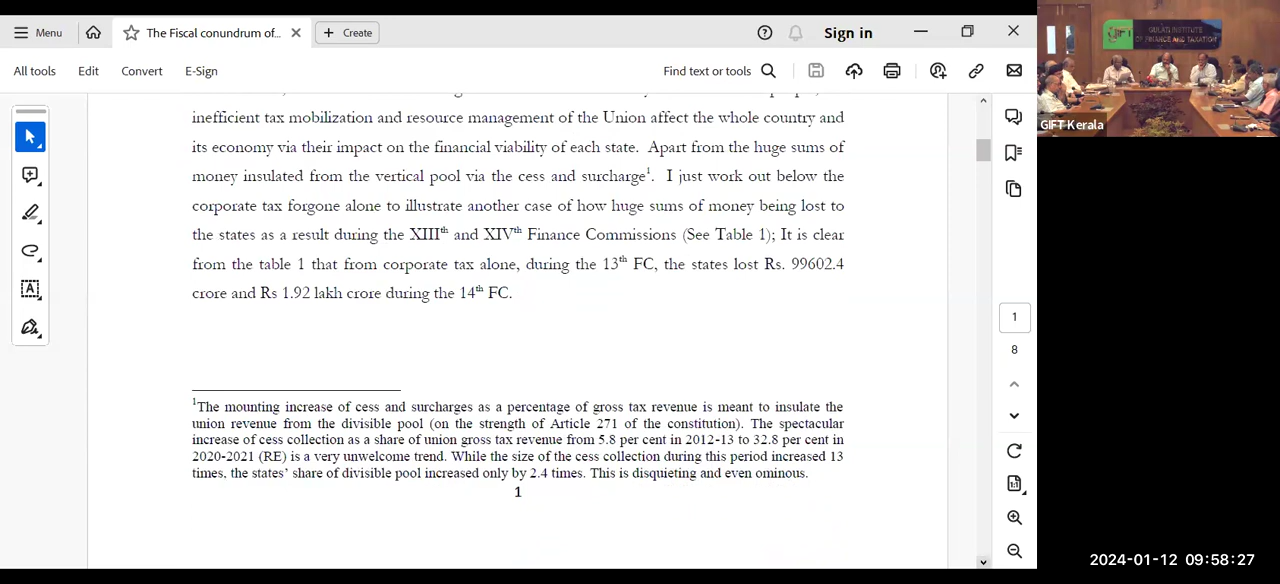 Menu
The Fiscal conundrum of...
Create
Sign in
All tools
Edit
Convert
E-Sign
Find text or tools
GULATI INSTITUTE
OF FINANCE AND TAXATION
GIFT Kerala
inefficient tax mobilization and resource management of the Union affect the whole country and
its economy via their impact on the financial viability of each state. Apart from the huge sums of
money insulated from the vertical pool via the cess and surcharge1. I just work out below the
corporate tax forgone alone to illustrate another case of how huge sums of money being lost to
the states as a result during the XIIIth and XIVth Finance Commissions (See Table 1); It is clear
from the table 1 that from corporate tax alone, during the 13th FC, the states lost Rs. 99602.4
crore and Rs 1.92 lakh crore during the 14th FC.
1The mounting increase of cess and surcharges as a percentage of gross tax revenue is meant to insulate the
union revenue from the divisible pool (on the strength of Article 271 of the constitution). The spectacular
increase of cess collection as a share of union gross tax revenue from 5.8 per cent in 2012-13 to 32.8 per cent in
2020-2021 (RE) is a very unwelcome trend. While the size of the cess collection during this period increased 13
times, the states' share of divisible pool increased only by 2.4 times. This is disquieting and even ominous.
1
1
8
2024-01-12 09:58:27